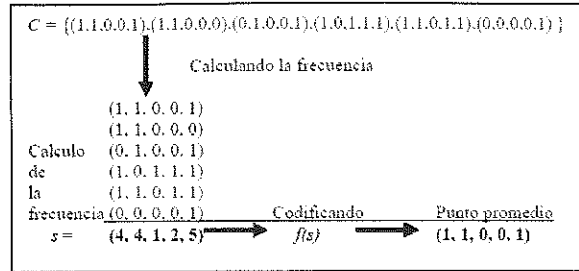 C = {(1,1,0,0,1),(1,1,0,0,0),(0,1,0,0,1),(1,0,1,1,1),(1,1,0,1,1),(0,0,0,0,1) }
Calculando la frecuencia
(1, 1, 0, 0, 1)
(1, 1, 0, 0, 0)
Calculo (0, 1, 0, 0, 1)
de (1, 0, 1, 1, 1)
la (1, 1, 0, 1, 1)
frecuencia (0, 0, 0, 0, 1) Codificando Punto promedio
s = (4, 4, 1, 2, 5) f(s) (1, 1, 0, 0, 1)